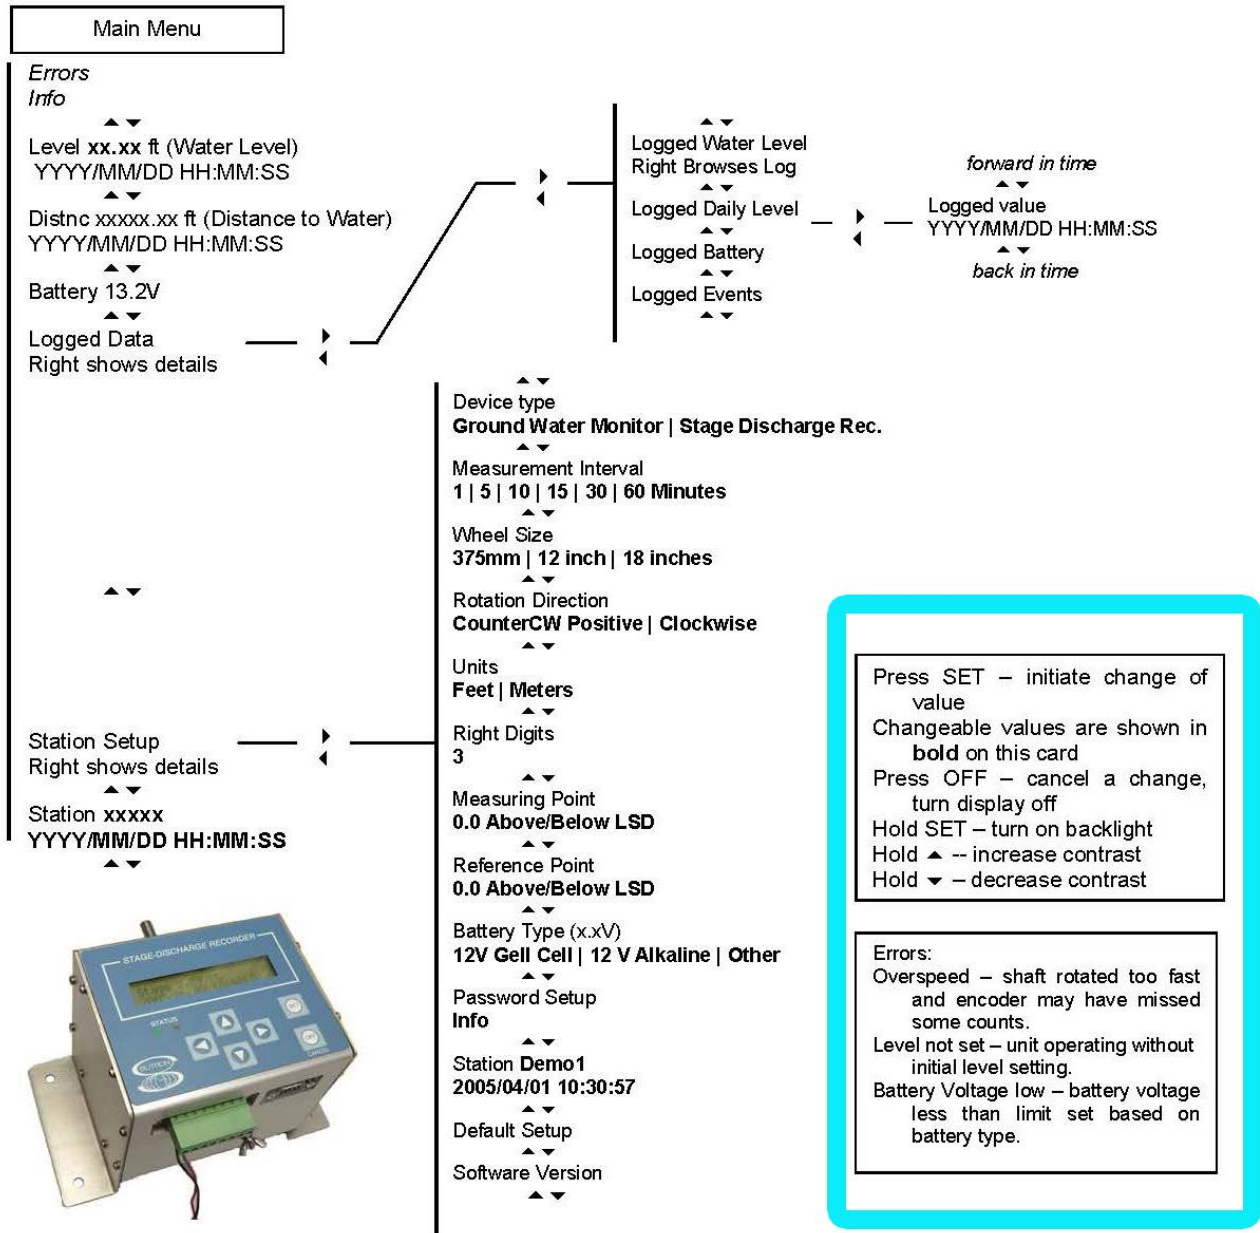 Main Menu
Errors
Info
Level xx.xx ft (Water Level)
YYYY/MM/DD HH:MM:SS
Distnc xxxxx.xx ft (Distance to Water)
YYYY/MM/DD HH:MM:SS
Battery 13.2V
Logged Data
Right shows details
Logged Water Level
Right Browses Log
Logged Daily Level
Logged Battery
Logged Events
forward in time
Logged value
YYYY/MM/DD HH:MM:SS
back in time
Station Setup
Right shows details
Station xxxxx
YYYY/MM/DD HH:MM:SS
Device type
Ground Water Monitor | Stage Discharge Rec.
Measurement Interval
1 | 5 | 10 | 15 | 30 | 60 Minutes
Wheel Size
375mm | 12 inch | 18 inches
Rotation Direction
CounterCW Positive | Clockwise
Units
Feet | Meters
Right Digits
3
Measuring Point
0.0 Above/Below LSD
Reference Point
0.0 Above/Below LSD
Battery Type (x.xV)
12V Gell Cell | 12 V Alkaline | Other
Password Setup
Info
Station Demo1
2005/04/01 10:30:57
Default Setup
Software Version
Press SET – initiate change of
value
Changeable values are shown in
bold on this card
Press OFF – cancel a change,
turn display off
Hold SET – turn on backlight
Hold ▲ -- increase contrast
Hold ▼ – decrease contrast
Errors:
Overspeed – shaft rotated too fast
and encoder may have missed
some counts.
Level not set – unit operating without
initial level setting.
Battery Voltage low – battery voltage
less than limit set based on
battery type.
STAGE-DISCHARGE RECORDER
STATUS
SUTRON